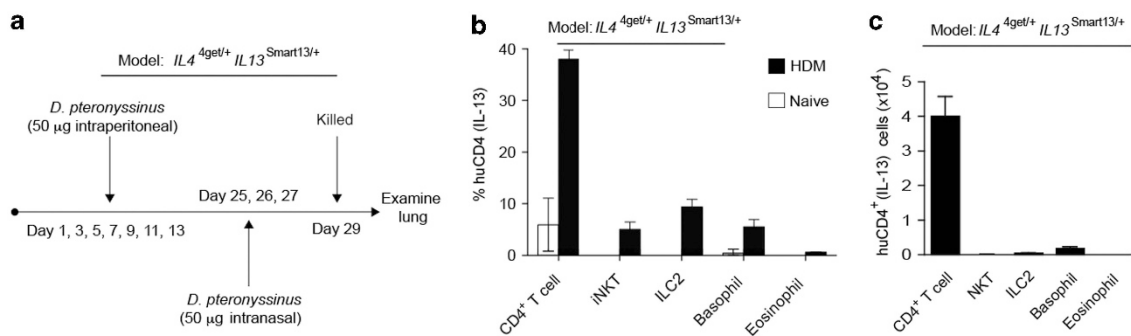 a
Model: IL4 4get/+ IL13 Smart13/+
D. pteronyssinus
(50 µg intraperitoneal)
Killed
Day 25, 26, 27
Examine
lung
Day 1, 3, 5, 7, 9, 11, 13
Day 29
D. pteronyssinus
(50 µg intranasal)
b
Model: IL4 4get/+ IL13 Smart13/+
% huCD4 (IL-13)
40
30
20
10
0
HDM
Naive
CD4+ T cell
iNKT
ILC2
Basophil
Eosinophil
c
Model: IL4 4get/+ IL13 Smart13/+
huCD4+ (IL-13) cells (x10^4)
5
4
3
2
1
0
CD4+ T cell
NKT
ILC2
Basophil
Eosinophil